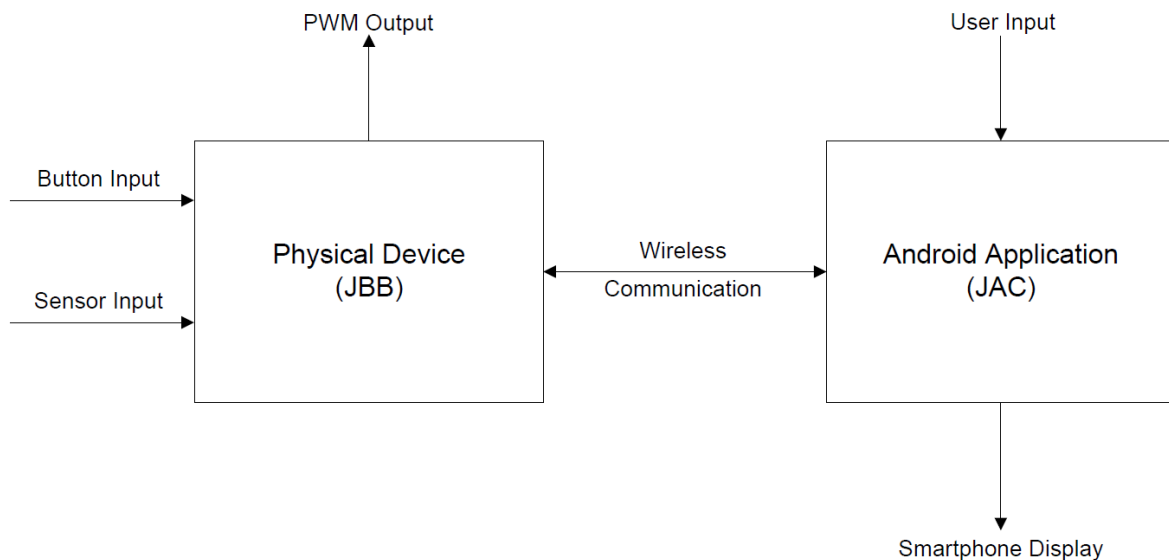 PWM Output
User Input
Button Input
Sensor Input
Physical Device
(JBB)
Wireless
Communication
Android Application
(JAC)
Smartphone Display